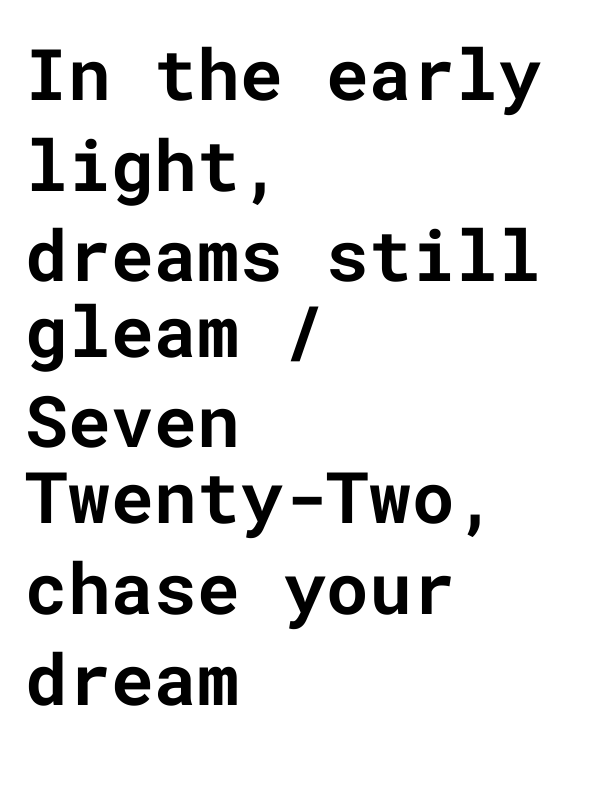 In the early
light,
dreams still
gleam /
Seven
Twenty-Two,
chase your
dream